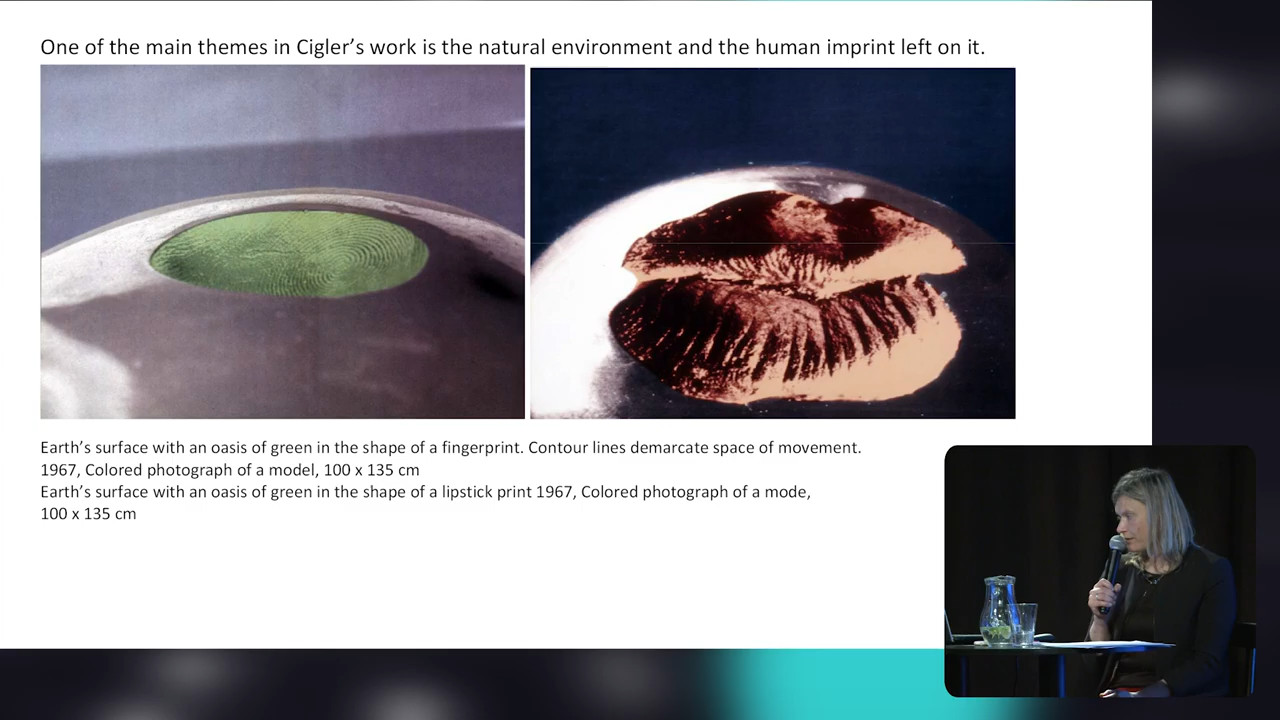 One of the main themes in Cigler’s work is the natural environment and the human imprint left on it.
Earth’s surface with an oasis of green in the shape of a fingerprint. Contour lines demarcate space of movement.
1967, Colored photograph of a model, 100 x 135 cm
Earth’s surface with an oasis of green in the shape of a lipstick print 1967, Colored photograph of a mode,
100 x 135 cm